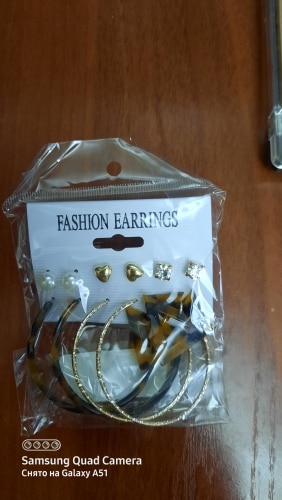 FASHION EARRINGS
Samsung Quad Camera
Снято на Galaxy A51